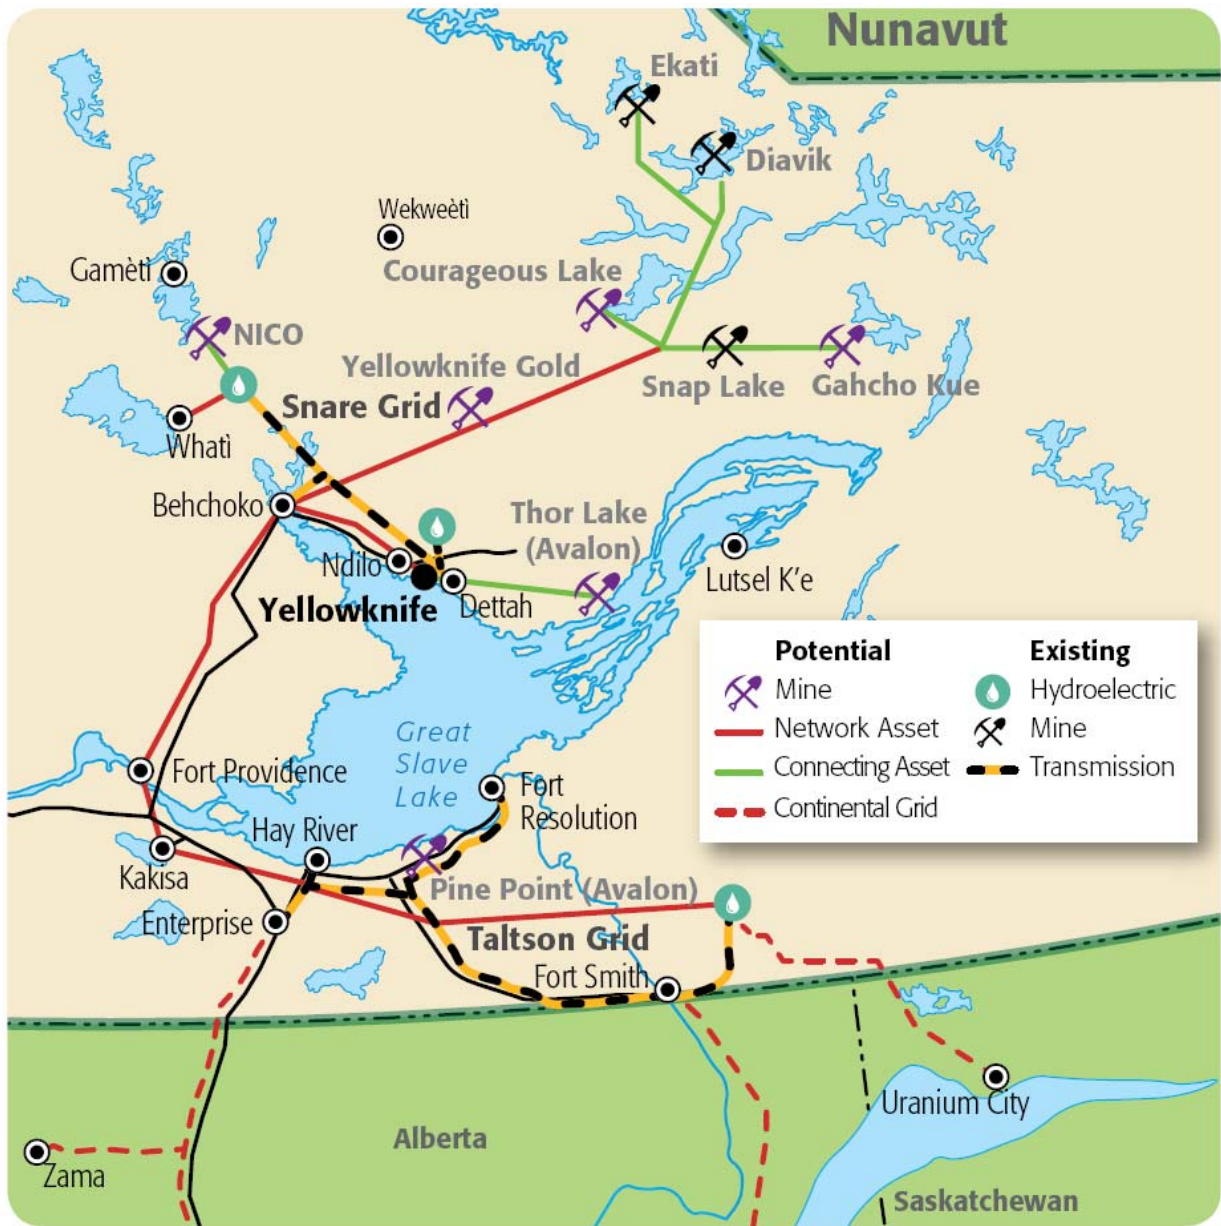 Nunavut
Ekati
Diavik
Wekweètì
Gamètì
Courageous Lake
NICO
Yellowknife Gold
Snap Lake
Gahcho Kue
Snare Grid
Whatì
Behchoko
Thor Lake
(Avalon)
Ndilo
Lutsel K'e
Yellowknife
Dettah
Potential
Existing
Mine
Hydroelectric
Network Asset
Mine
Connecting Asset
Transmission
Continental Grid
Great
Slave
Lake
Fort Providence
Fort
Resolution
Hay River
Kakisa
Pine Point (Avalon)
Enterprise
Taltson Grid
Fort Smith
Uranium City
Alberta
Zama
Saskatchewan